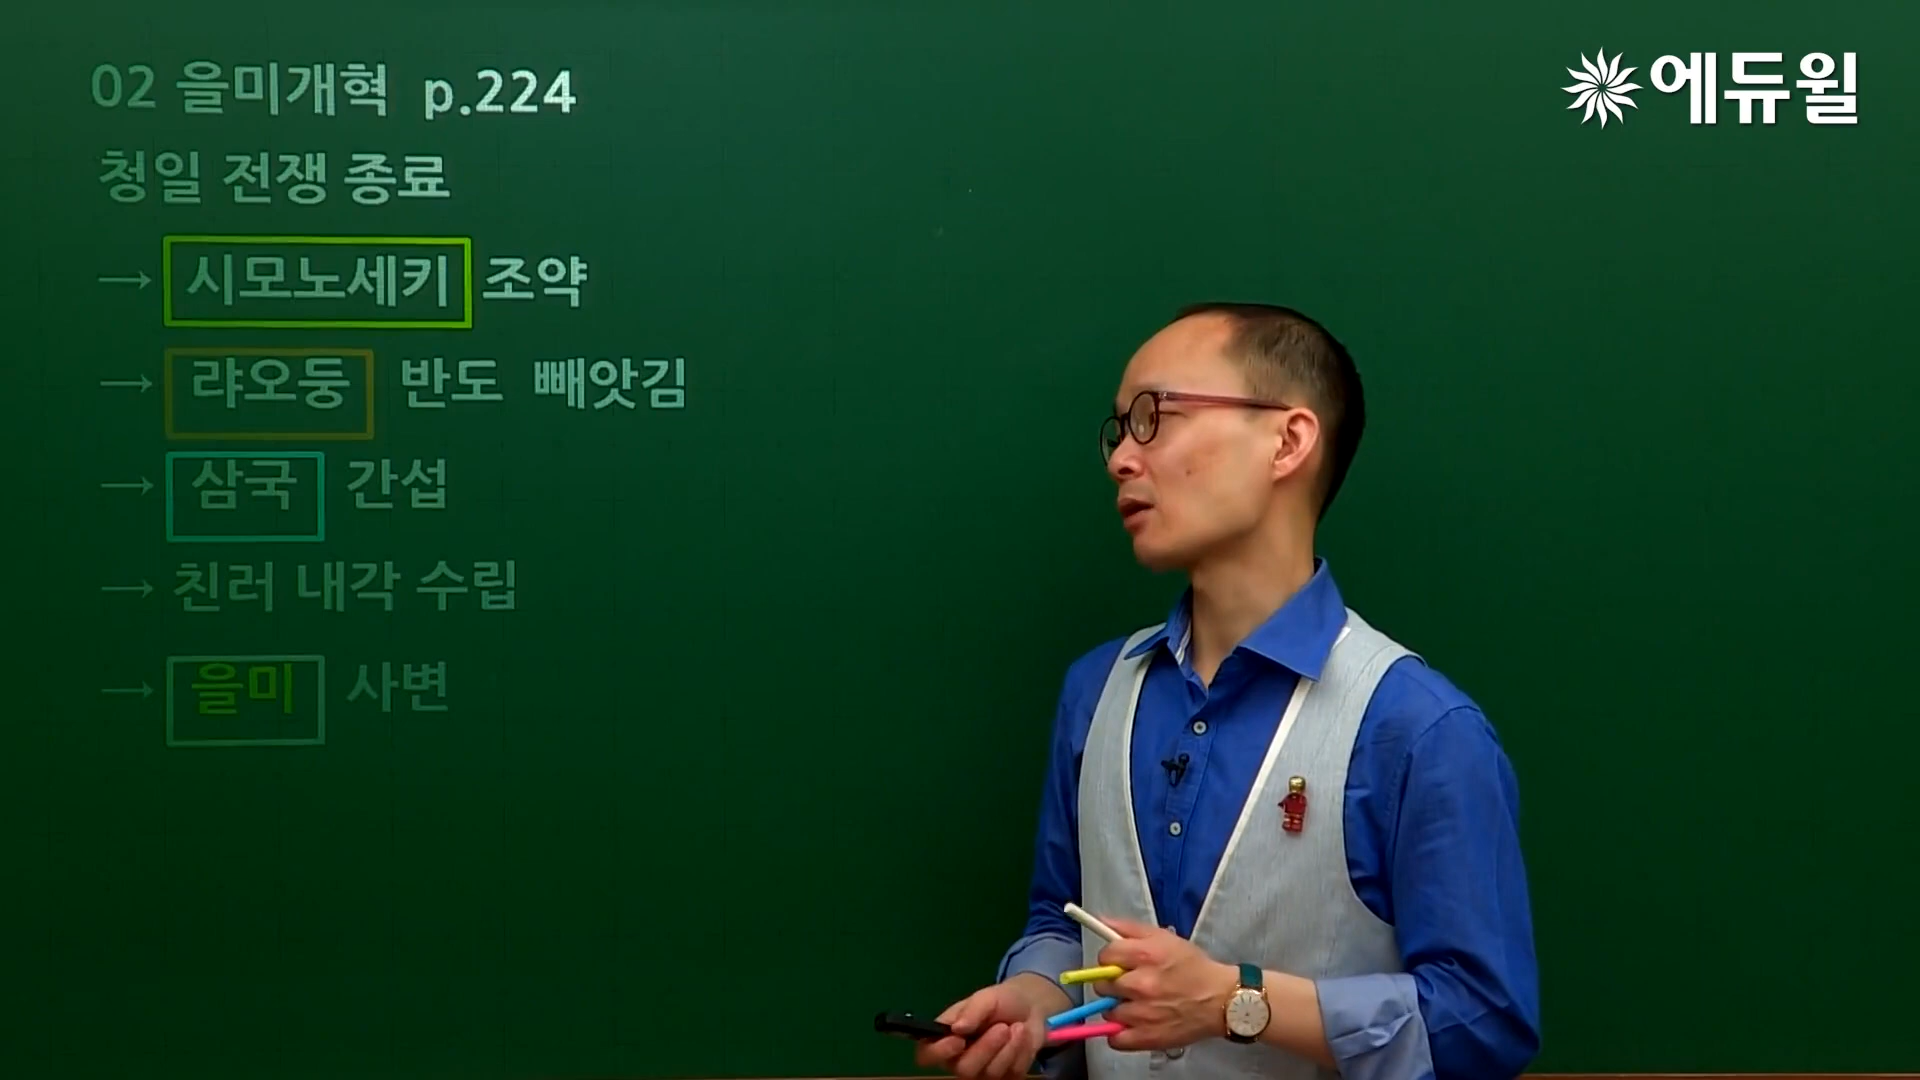 02 을미개혁 p.224
에듀윌
청일 전쟁 종료
→ 시모노세키 조약
→ 랴오둥 반도 빼앗김
→ 삼국 간섭
→ 친러 내각 수립
→ 을미 사변